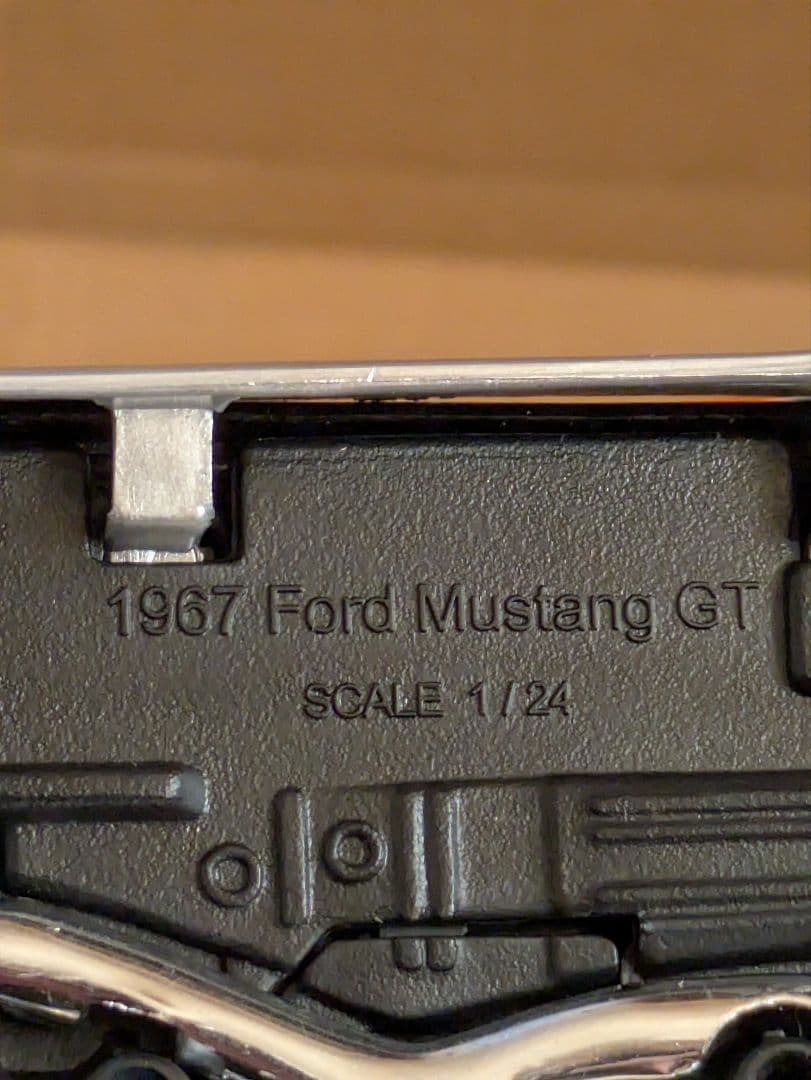 1967 Ford Mustang GT
SCALE 1/24